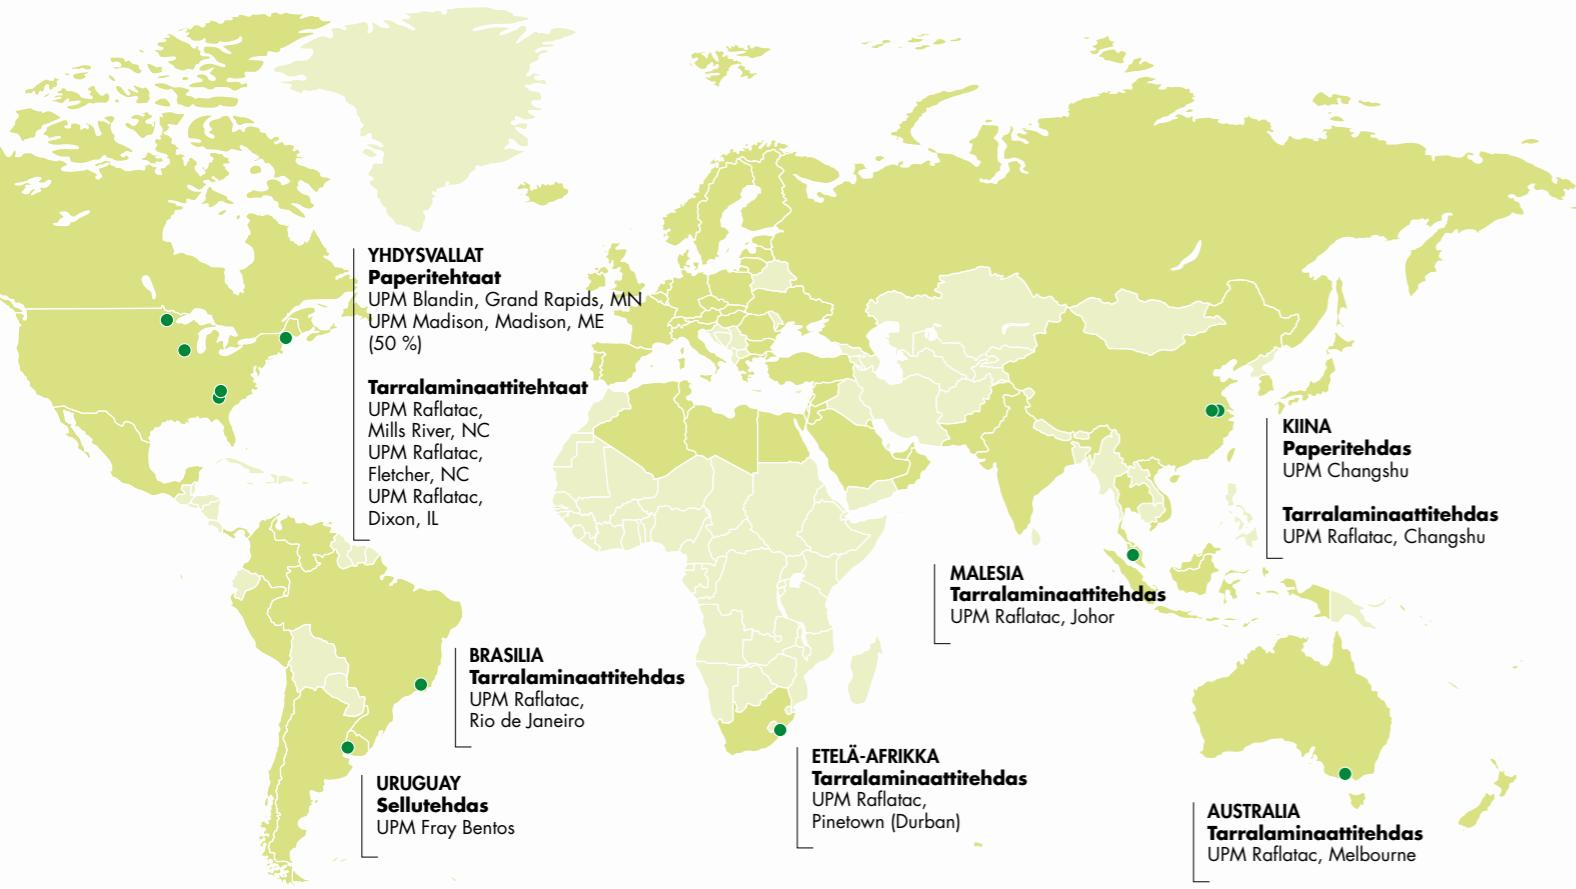 YHDYSVALLAT
Paperitehtaat
UPM Blandin, Grand Rapids, MN
UPM Madison, Madison, ME
(50 %)
Tarralaminaattitehtaat
UPM Raflatac,
Mills River, NC
UPM Raflatac,
Fletcher, NC
UPM Raflatac,
Dixon, IL
KIINA
Paperitehdas
UPM Changshu
Tarralaminaattitehdas
UPM Raflatac, Changshu
MALESIA
Tarralaminaattitehdas
UPM Raflatac, Johor
BRASILIA
Tarralaminaattitehdas
UPM Raflatac,
Rio de Janeiro
ETELÄ-AFRIKKA
Tarralaminaattitehdas
UPM Raflatac,
Pinetown (Durban)
URUGUAY
Sellutehdas
UPM Fray Bentos
AUSTRALIA
Tarralaminaattitehdas
UPM Raflatac, Melbourne